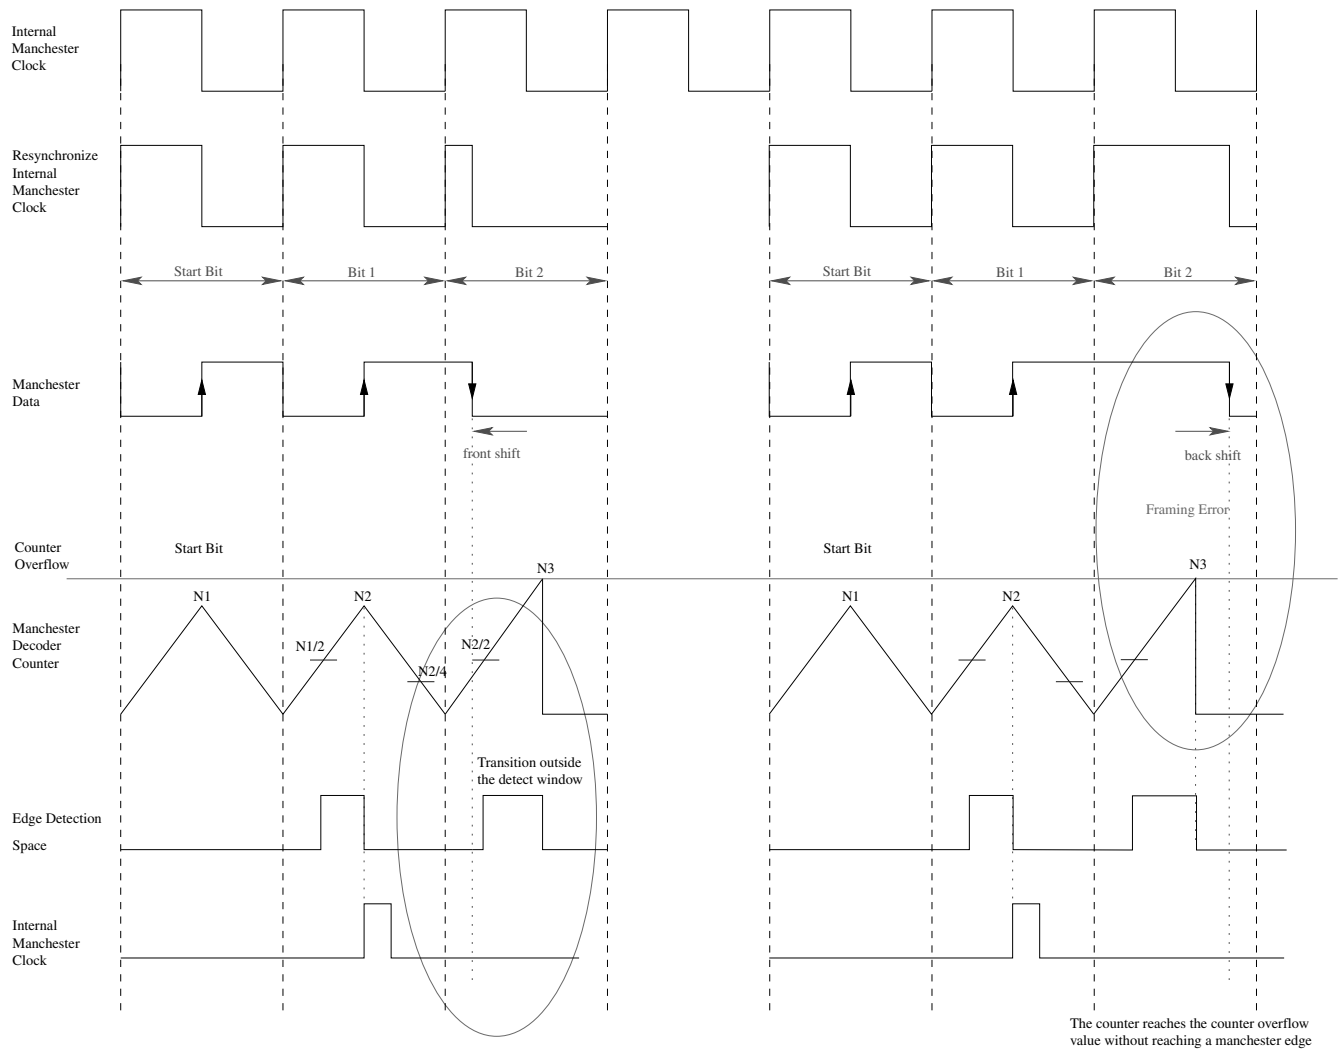 Internal
Manchester
Clock
Resynchronize
Internal
Manchester
Clock
Start Bit
Bit 1
Bit 2
Start Bit
Bit 1
Bit 2
Manchester
Data
front shift
back shift
Framing Error
Counter
Overflow
Start Bit
Start Bit
N3
N3
N1
N2
N1
N2
Manchester
Decoder
Counter
N1/2
N2/4
N2/2
Transition outside
the detect window
Edge Detection
Space
Internal
Manchester
Clock
The counter reaches the counter overflow
value without reaching a manchester edge